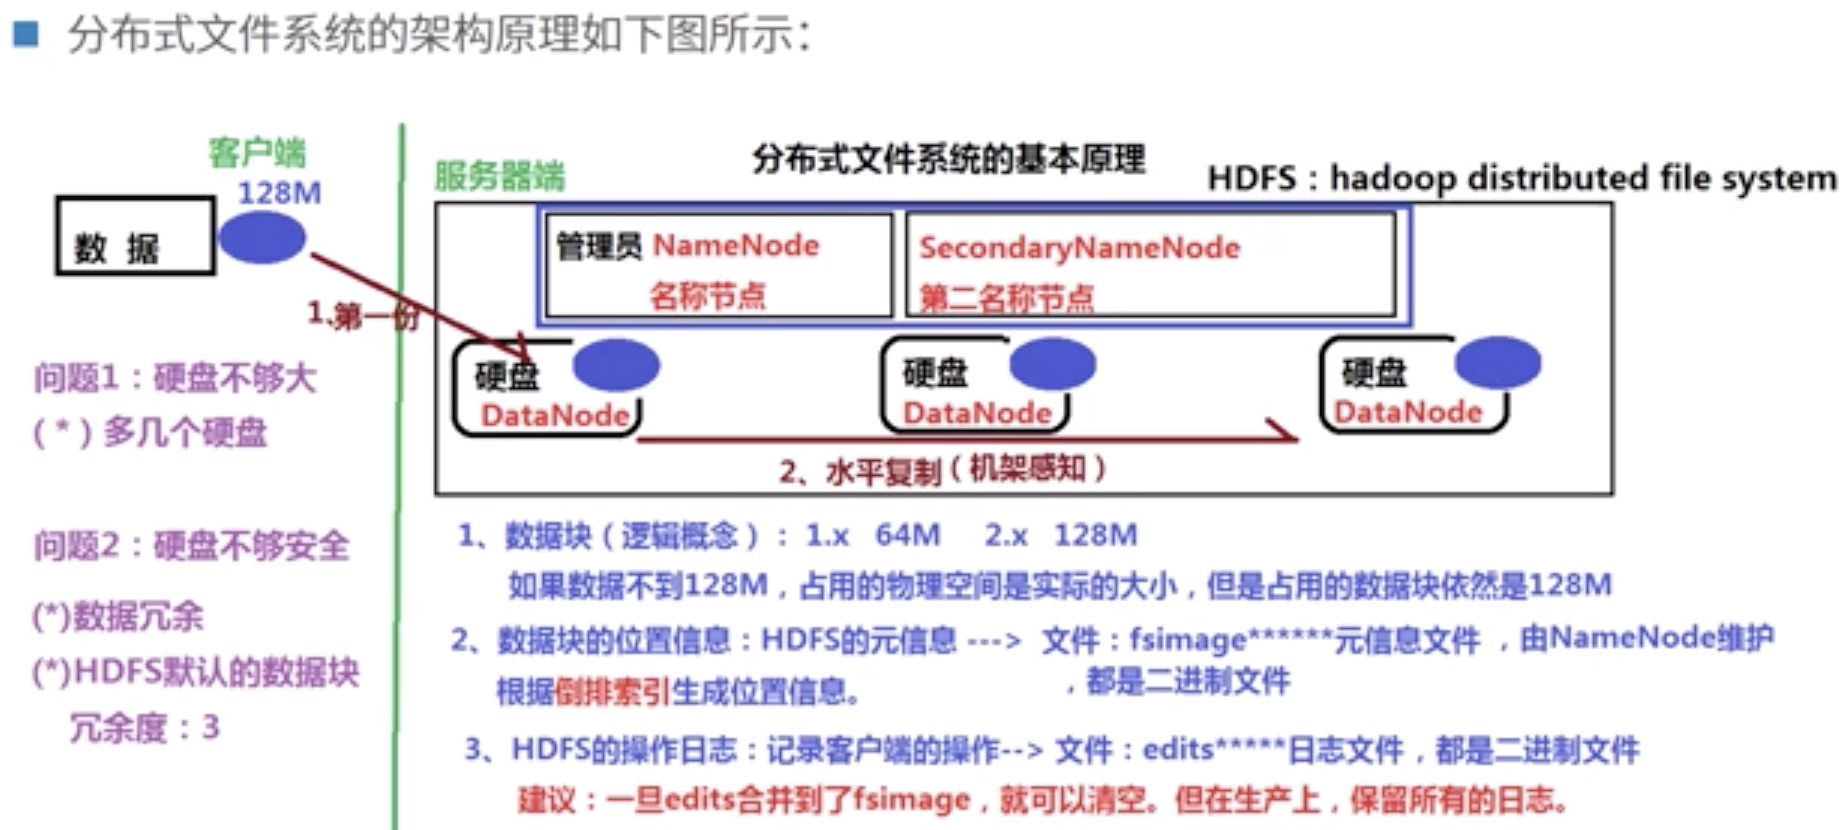 分布式文件系统的架构原理如下图所示：
客户端
128M
数 据
1.第一份
问题1：硬盘不够大
(*) 多几个硬盘
问题2：硬盘不够安全
(*)数据冗余
(*)HDFS默认的数据块
冗余度：3
服务器端
分布式文件系统的基本原理
HDFS：hadoop distributed file system
管理员 NameNode
名称节点
SecondaryNameNode
第二名称节点
硬盘
DataNode
硬盘
DataNode
硬盘
DataNode
2、水平复制（机架感知）
1、数据块（逻辑概念）：1.x 64M 2.x 128M
如果数据不到128M，占用的物理空间是实际的大小，但是占用的数据块依然是128M
2、数据块的位置信息：HDFS的元信息 ---> 文件：fsimage******元信息文件 ，由NameNode维护
，都是二进制文件
根据倒排索引生成位置信息。
3、HDFS的操作日志：记录客户端的操作--> 文件：edits*****日志文件，都是二进制文件
建议：一旦edits合并到了fsimage，就可以清空。但在生产上，保留所有的日志。